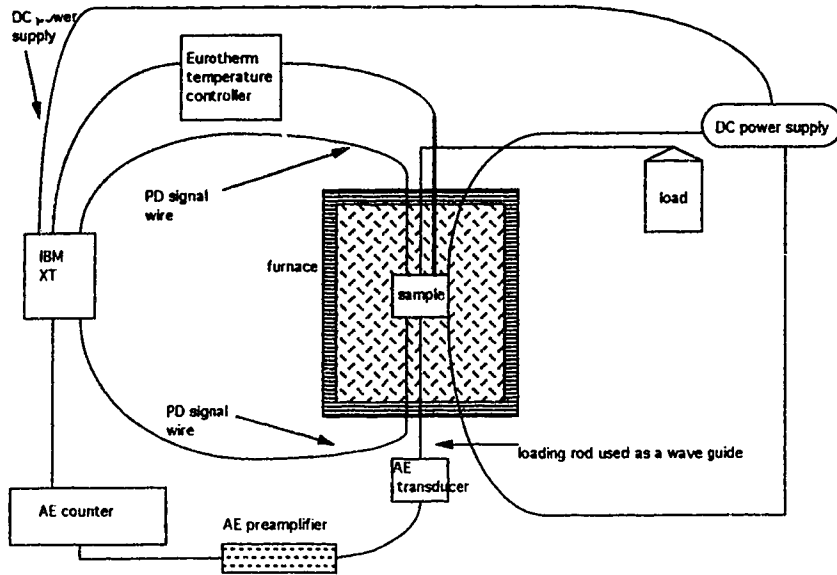 DC power
supply
Eurotherm
temperature
controller
DC power supply
PD signal
wire
load
IBM
XT
furnace
sample
PD signal
wire
loading rod used as a wave guide
AE
transducer
AE counter
AE preamplifier